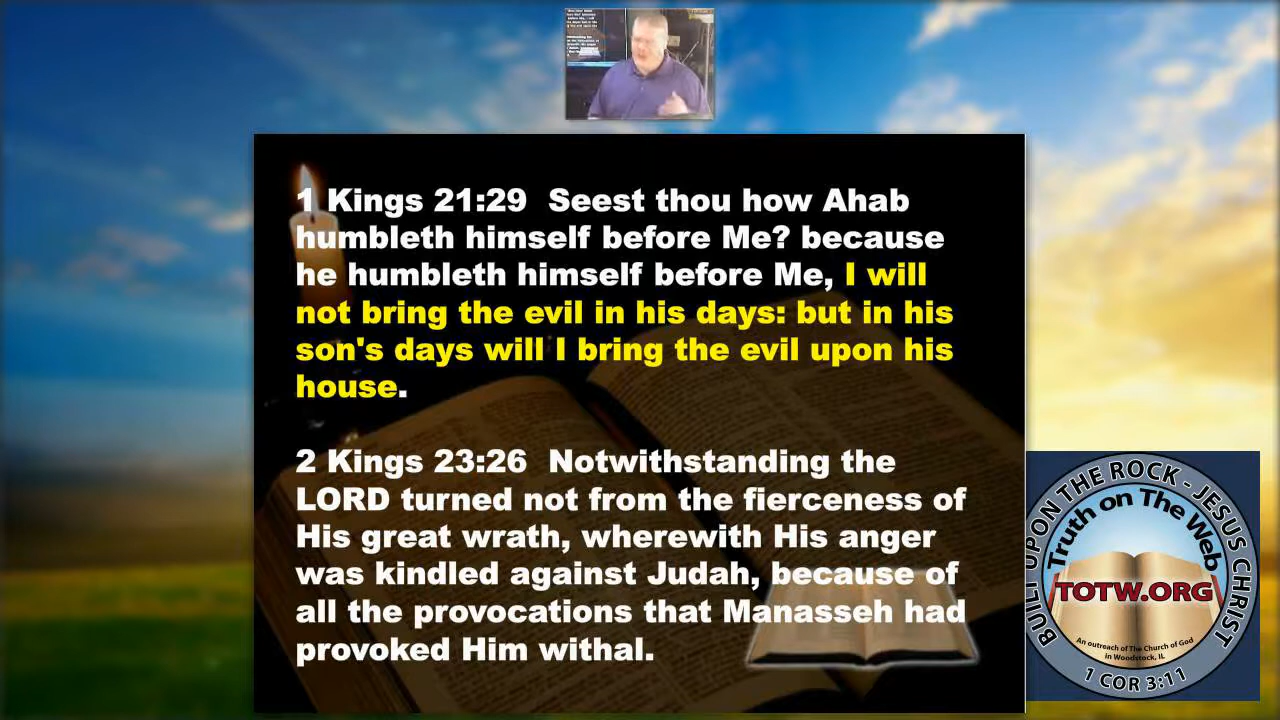 1 Kings 21:29  Seest thou how Ahab
humbleth himself before Me? because
he humbleth himself before Me, I will
not bring the evil in his days: but in his
son's days will I bring the evil upon his
house.
2 Kings 23:26  Notwithstanding the
LORD turned not from the fierceness of
His great wrath, wherewith His anger
was kindled against Judah, because of
all the provocations that Manasseh had
provoked Him withal.
BUILT UPON THE ROCK - JESUS CHRIST
Truth on The Web
TOTW.ORG
An outreach of The Church of God
in Woodstock, IL
1 COR 3:11